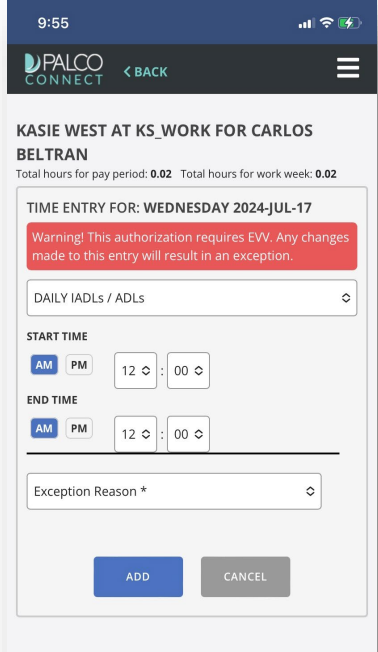 9:55
PALCO
CONNECT
< BACK
KASIE WEST AT KS_WORK FOR CARLOS
BELTRAN
Total hours for pay period: 0.02 Total hours for work week: 0.02
TIME ENTRY FOR: WEDNESDAY 2024-JUL-17
Warning! This authorization requires EVV. Any changes
made to this entry will result in an exception.
DAILY IADLs / ADLs
START TIME
AM PM 12 : 00
END TIME
AM PM 12 : 00
Exception Reason *
ADD CANCEL